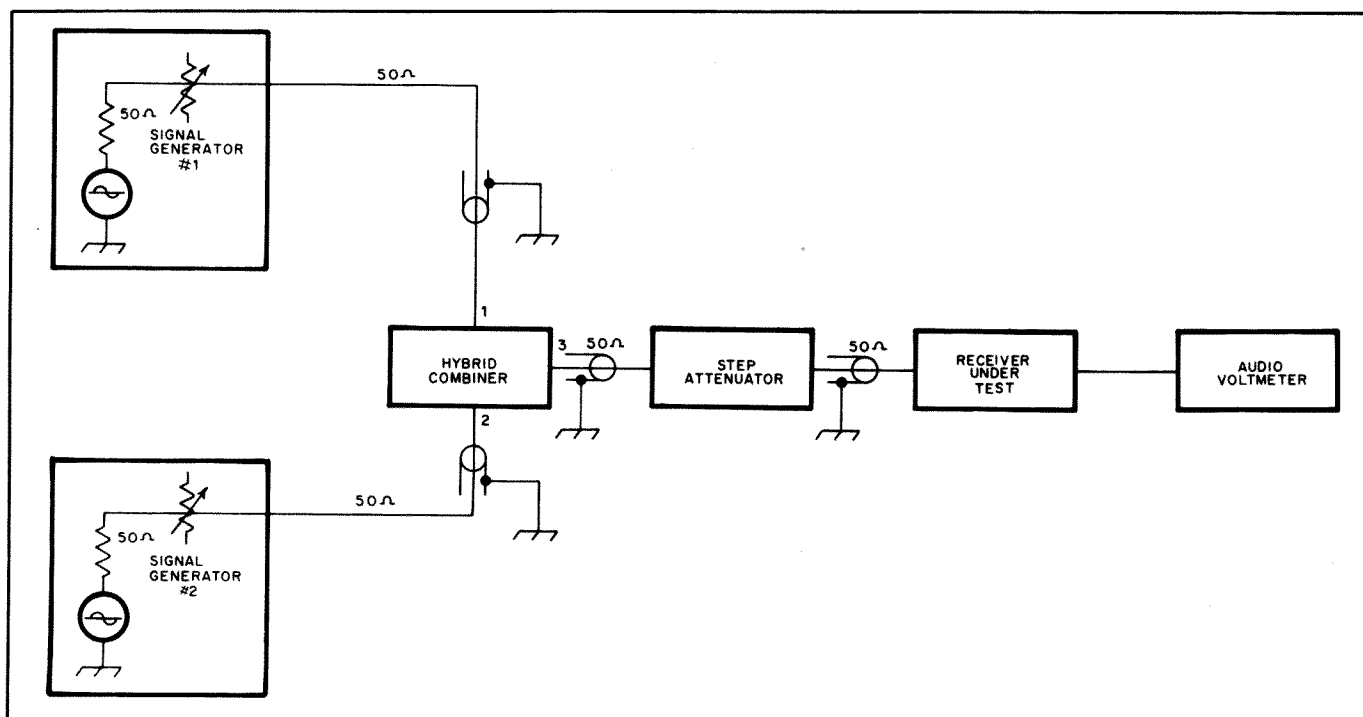 50Ω
50Ω
SIGNAL
GENERATOR
#1
1
HYBRID
COMBINER
3
50Ω
STEP
ATTENUATOR
50Ω
RECEIVER
UNDER
TEST
AUDIO
VOLTMETER
2
50Ω
50Ω
SIGNAL
GENERATOR
#2